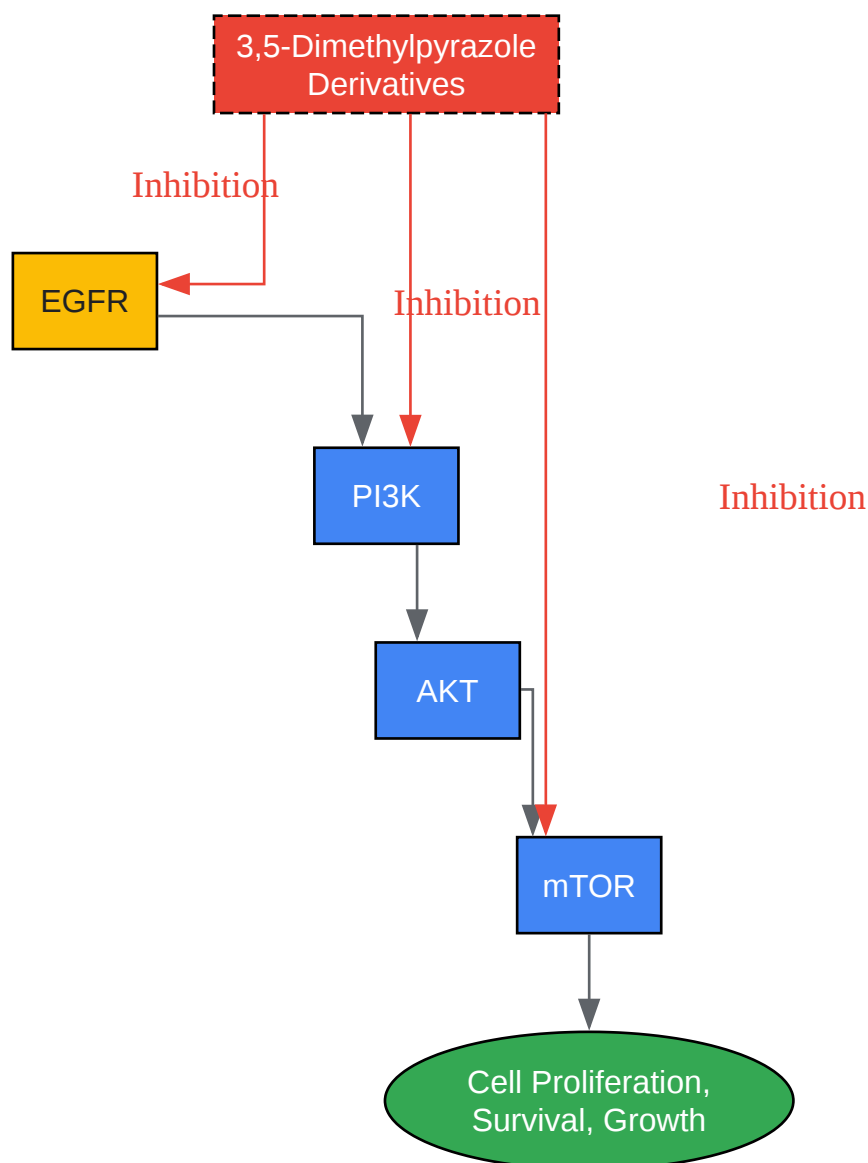 3,5-Dimethylpyrazole
Derivatives
Inhibition
EGFR
Inhibition
PI3K
Inhibition
AKT
mTOR
Cell Proliferation,
Survival, Growth